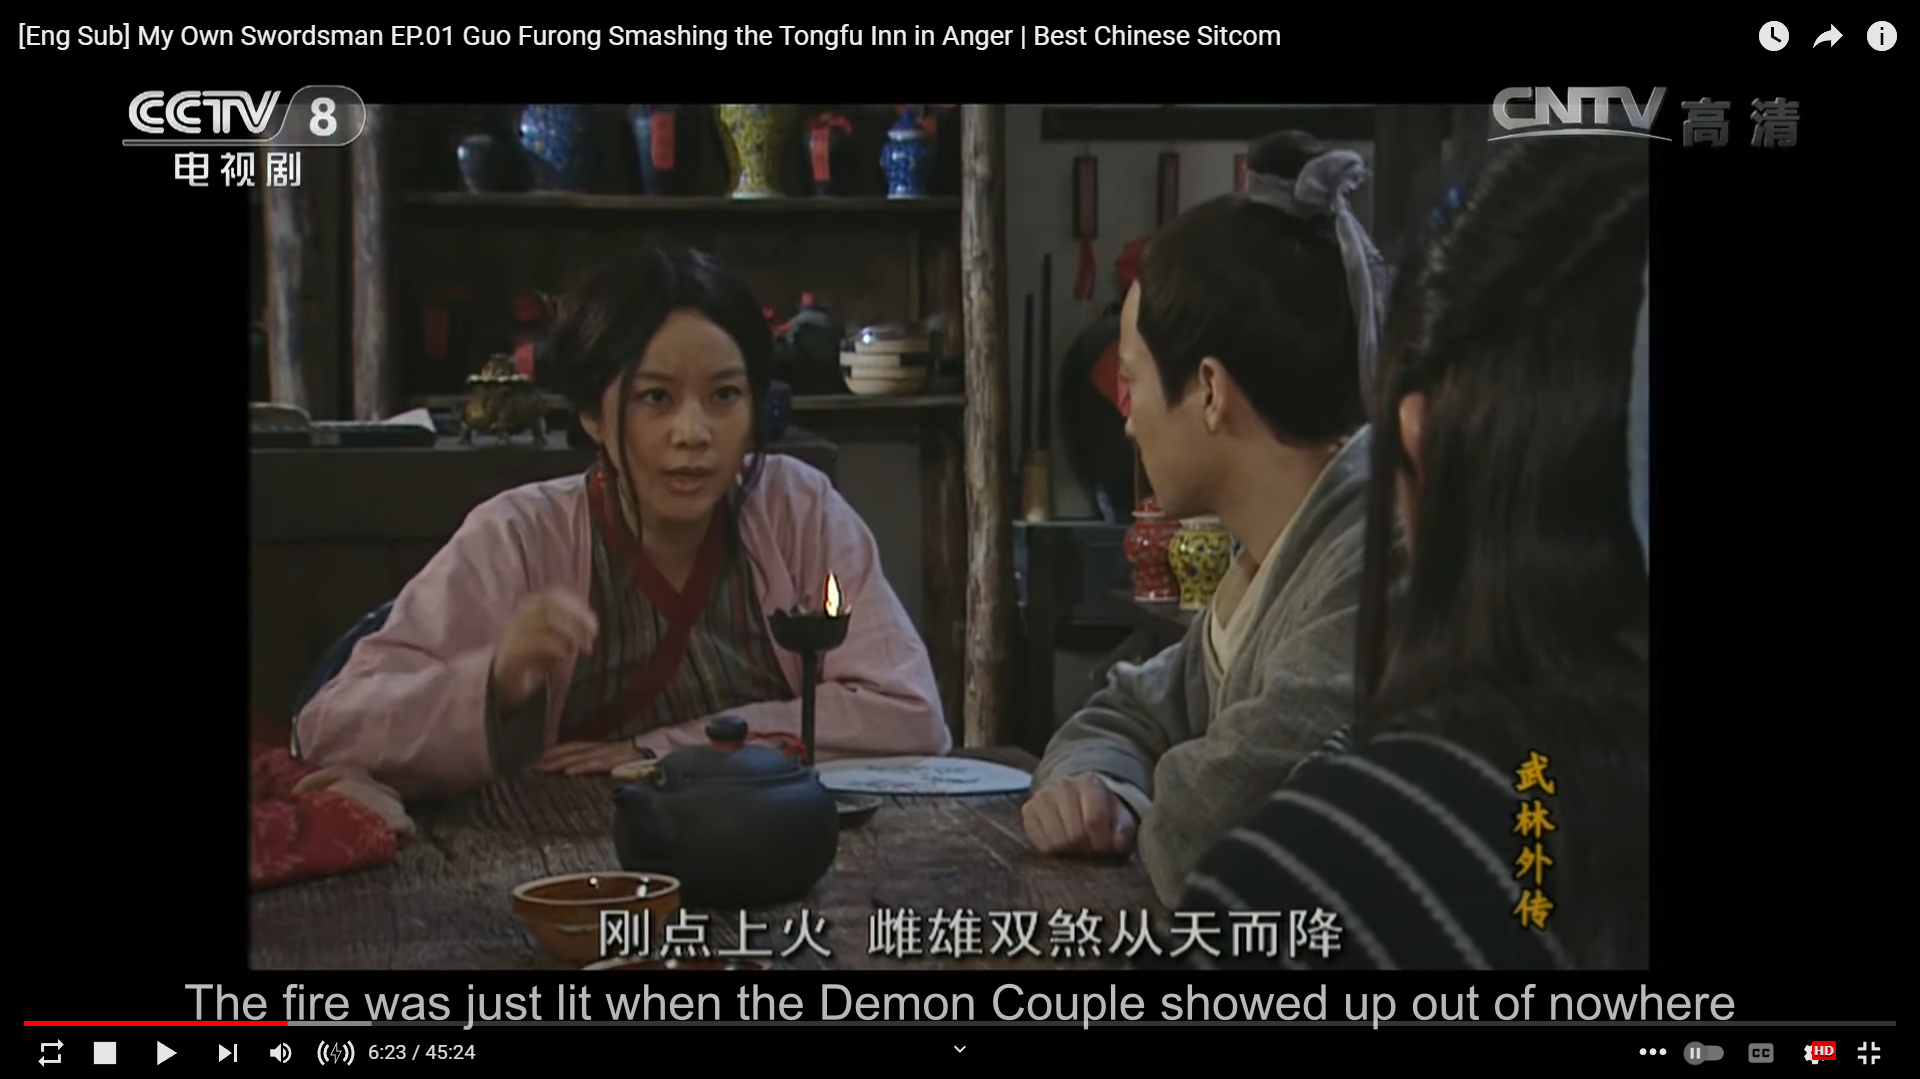 [Eng Sub] My Own Swordsman EP.01 Guo Furong Smashing the Tongfu Inn in Anger | Best Chinese Sitcom
CCTV 8
电视剧
CNTV 高清
武林外传
刚点上火 雌雄双煞从天而降
The fire was just lit when the Demon Couple showed up out of nowhere
6:23 / 45:24
CC
HD